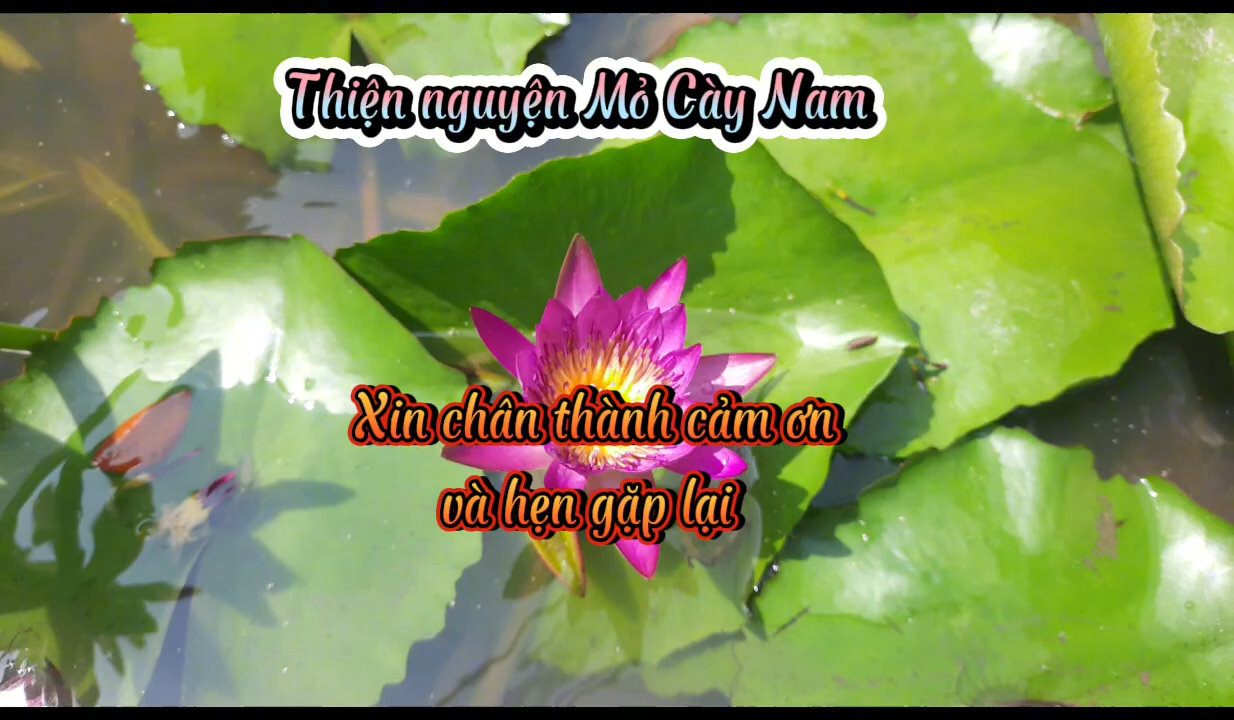 Thiện nguyện Mỏ Cày Nam
Xin chân thành cảm ơn
và hẹn gặp lại